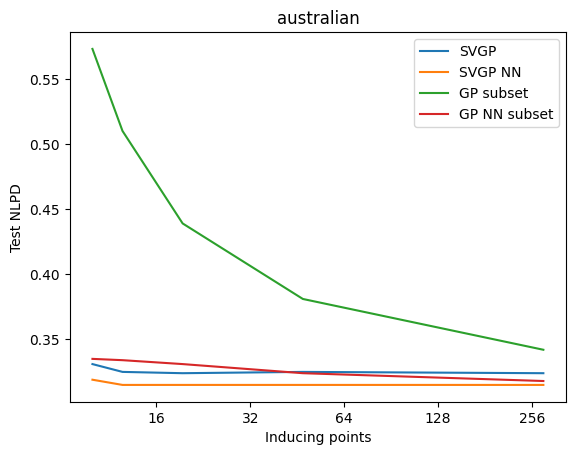 australian
SVGP
SVGP NN
GP subset
GP NN subset
Test NLPD
0.55
0.50
0.45
0.40
0.35
16 32 64 128 256
Inducing points